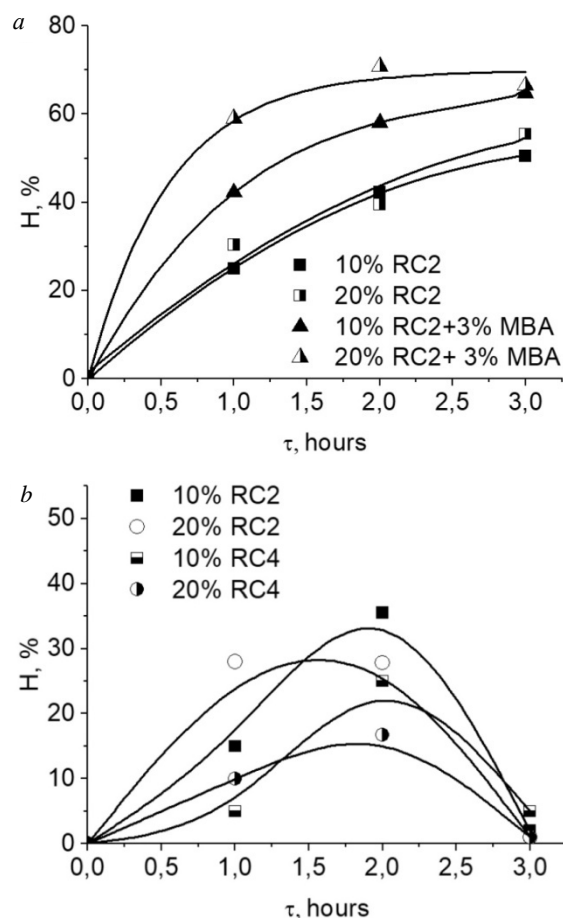 a
80
60
40
20
0
H, %
10% RC2
20% RC2
10% RC2+3% MBA
20% RC2+ 3% MBA
0,0 0,5 1,0 1,5 2,0 2,5 3,0
τ, hours
b
50
40
30
20
10
0
H, %
10% RC2
20% RC2
10% RC4
20% RC4
0,0 0,5 1,0 1,5 2,0 2,5 3,0
τ, hours